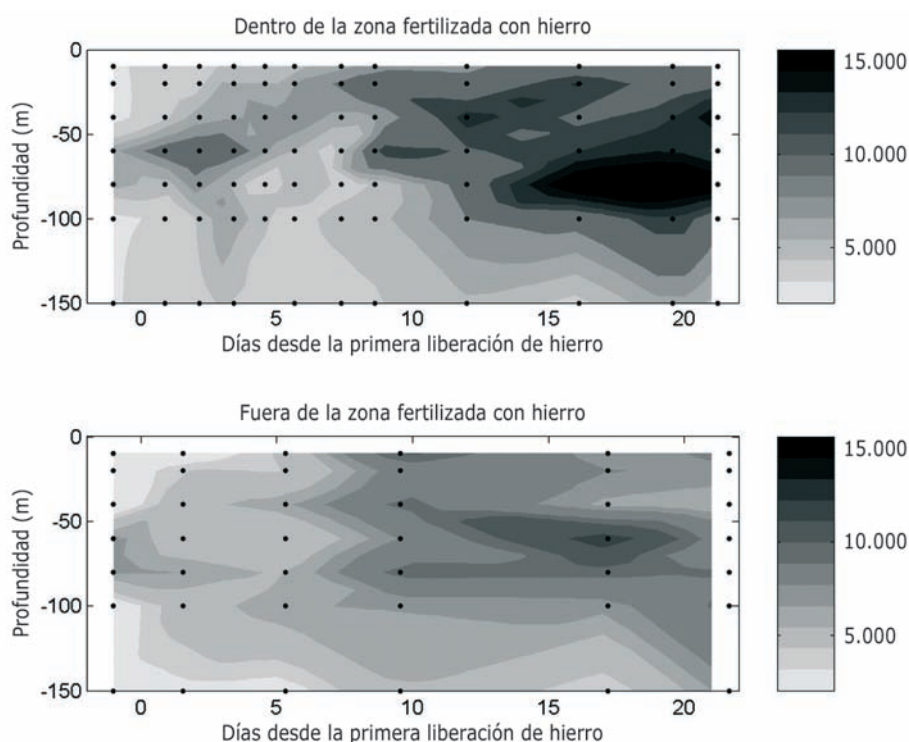 Dentro de la zona fertilizada con hierro
0
-50
-100
-150
Profundidad (m)
0 5 10 15 20
Días desde la primera liberación de hierro
15.000
10.000
5.000
Fuera de la zona fertilizada con hierro
0
-50
-100
-150
Profundidad (m)
0 5 10 15 20
Días desde la primera liberación de hierro
15.000
10.000
5.000